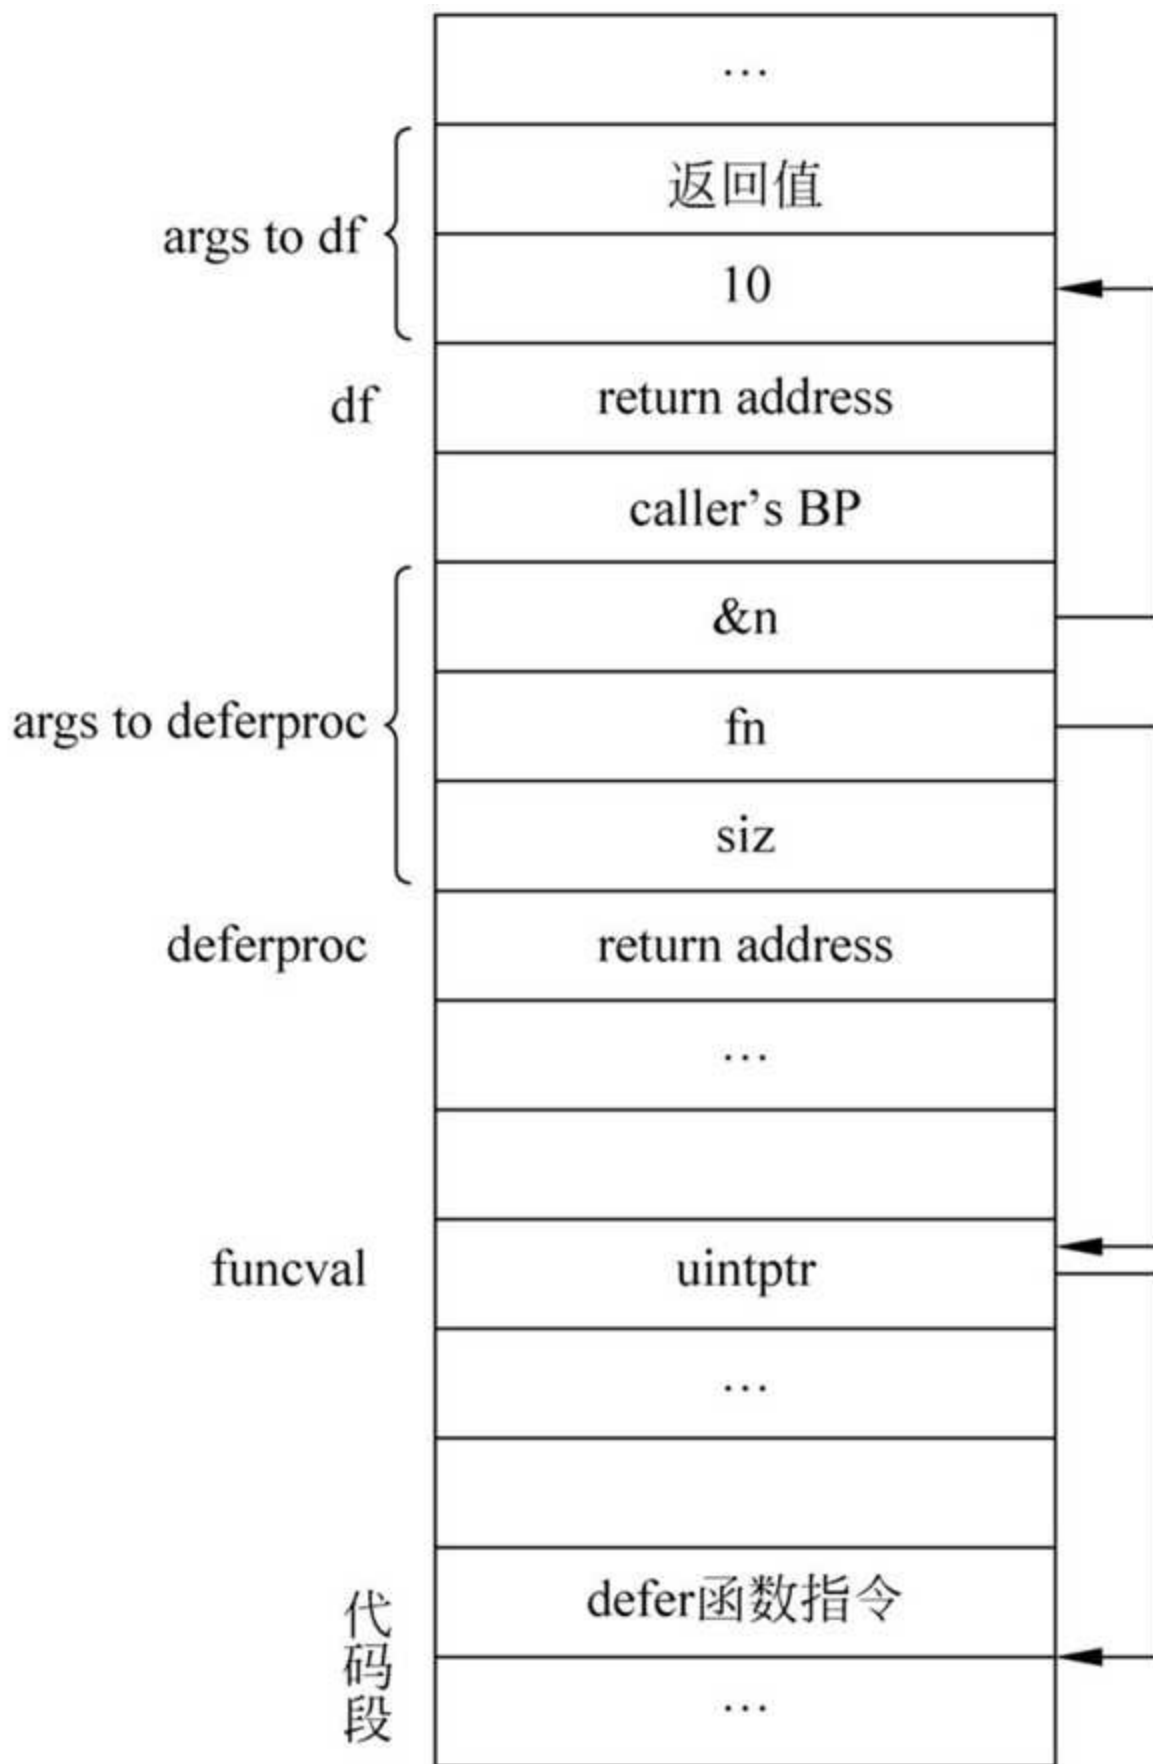 …
返回值
args to df
10
df
return address
caller’s BP
&n
args to deferproc
fn
siz
deferproc
return address
…
funcval
uintptr
…
defer函数指令
代码段
…